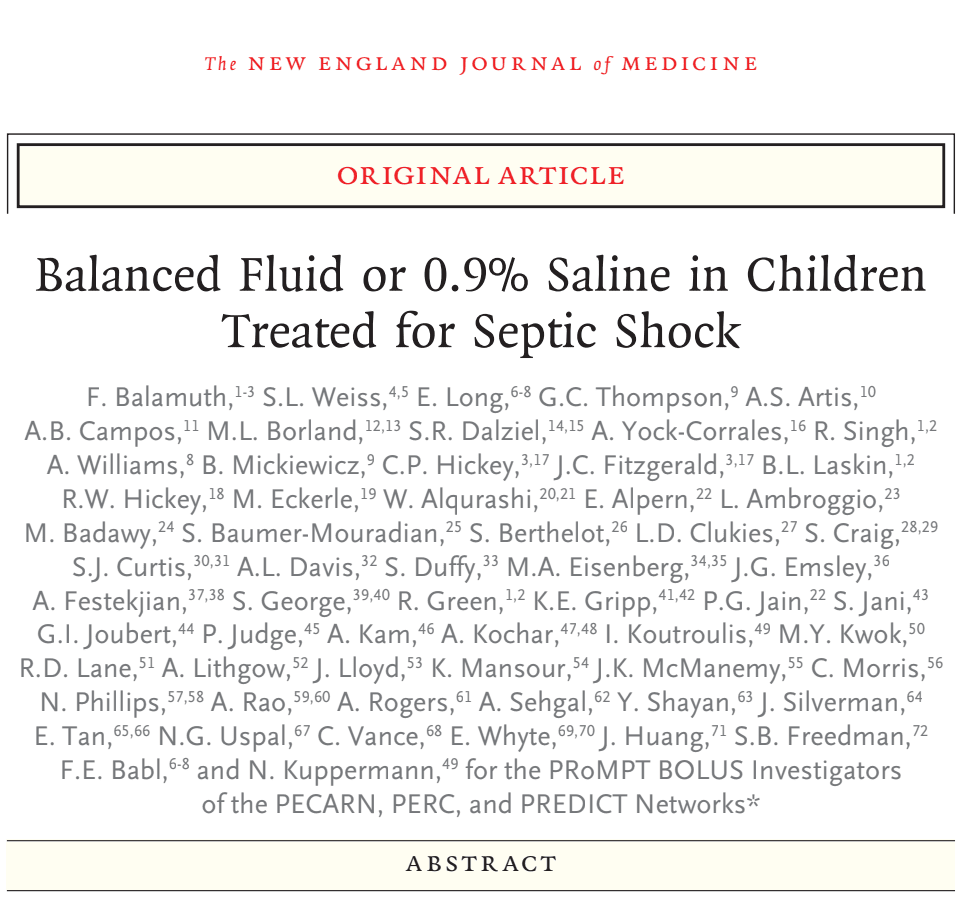 The NEW ENGLAND JOURNAL of MEDICINE
ORIGINAL ARTICLE
Balanced Fluid or 0.9% Saline in Children
Treated for Septic Shock
F. Balamuth,1-3 S.L. Weiss,4,5 E. Long,6-8 G.C. Thompson,9 A.S. Artis,10
A.B. Campos,11 M.L. Borland,12,13 S.R. Dalziel,14,15 A. Yock-Corrales,16 R. Singh,1,2
A. Williams,8 B. Mickiewicz,9 C.P. Hickey,3,17 J.C. Fitzgerald,3,17 B.L. Laskin,1,2
R.W. Hickey,18 M. Eckerle,19 W. Alqurashi,20,21 E. Alpern,22 L. Ambroggio,23
M. Badawy,24 S. Baumer-Mouradian,25 S. Berthelot,26 L.D. Clukies,27 S. Craig,28,29
S.J. Curtis,30,31 A.L. Davis,32 S. Duffy,33 M.A. Eisenberg,34,35 J.G. Emsley,36
A. Festekjian,37,38 S. George,39,40 R. Green,1,2 K.E. Gripp,41,42 P.G. Jain,22 S. Jani,43
G.I. Joubert,44 P. Judge,45 A. Kam,46 A. Kochar,47,48 I. Koutroulis,49 M.Y. Kwok,50
R.D. Lane,51 A. Lithgow,52 J. Lloyd,53 K. Mansour,54 J.K. McManemy,55 C. Morris,56
N. Phillips,57,58 A. Rao,59,60 A. Rogers,61 A. Sehgal,62 Y. Shayan,63 J. Silverman,64
E. Tan,65,66 N.G. Uspal,67 C. Vance,68 E. Whyte,69,70 J. Huang,71 S.B. Freedman,72
F.E. Babl,6-8 and N. Kuppermann,49 for the PRoMPT BOLUS Investigators
of the PECARN, PERC, and PREDICT Networks*
ABSTRACT